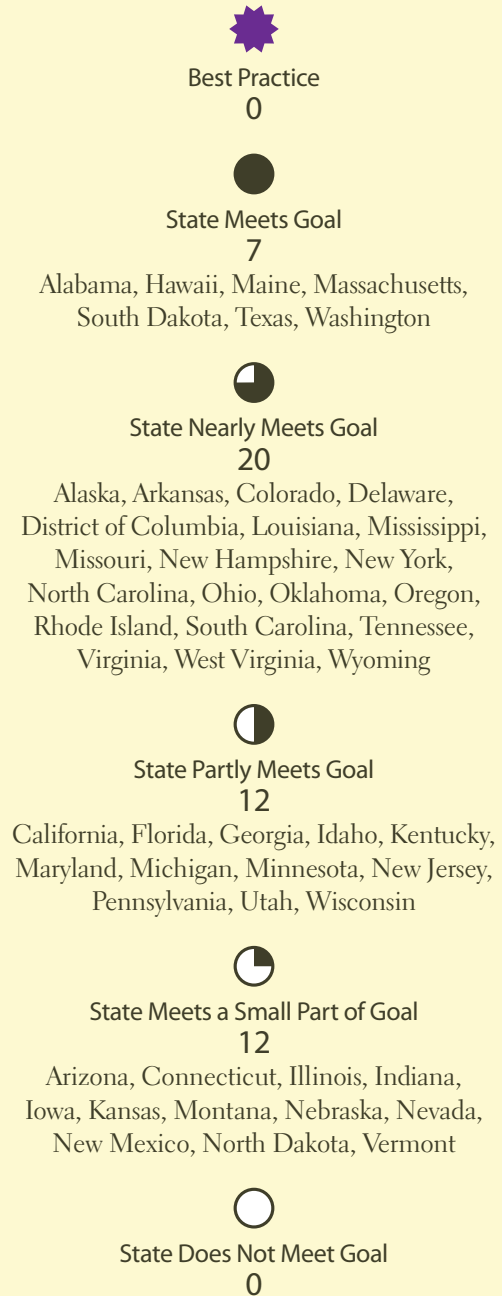 Best Practice
0
State Meets Goal
7
Alabama, Hawaii, Maine, Massachusetts,
South Dakota, Texas, Washington
State Nearly Meets Goal
20
Alaska, Arkansas, Colorado, Delaware,
District of Columbia, Louisiana, Mississippi,
Missouri, New Hampshire, New York,
North Carolina, Ohio, Oklahoma, Oregon,
Rhode Island, South Carolina, Tennessee,
Virginia, West Virginia, Wyoming
State Partly Meets Goal
12
California, Florida, Georgia, Idaho, Kentucky,
Maryland, Michigan, Minnesota, New Jersey,
Pennsylvania, Utah, Wisconsin
State Meets a Small Part of Goal
12
Arizona, Connecticut, Illinois, Indiana,
Iowa, Kansas, Montana, Nebraska, Nevada,
New Mexico, North Dakota, Vermont
State Does Not Meet Goal
0